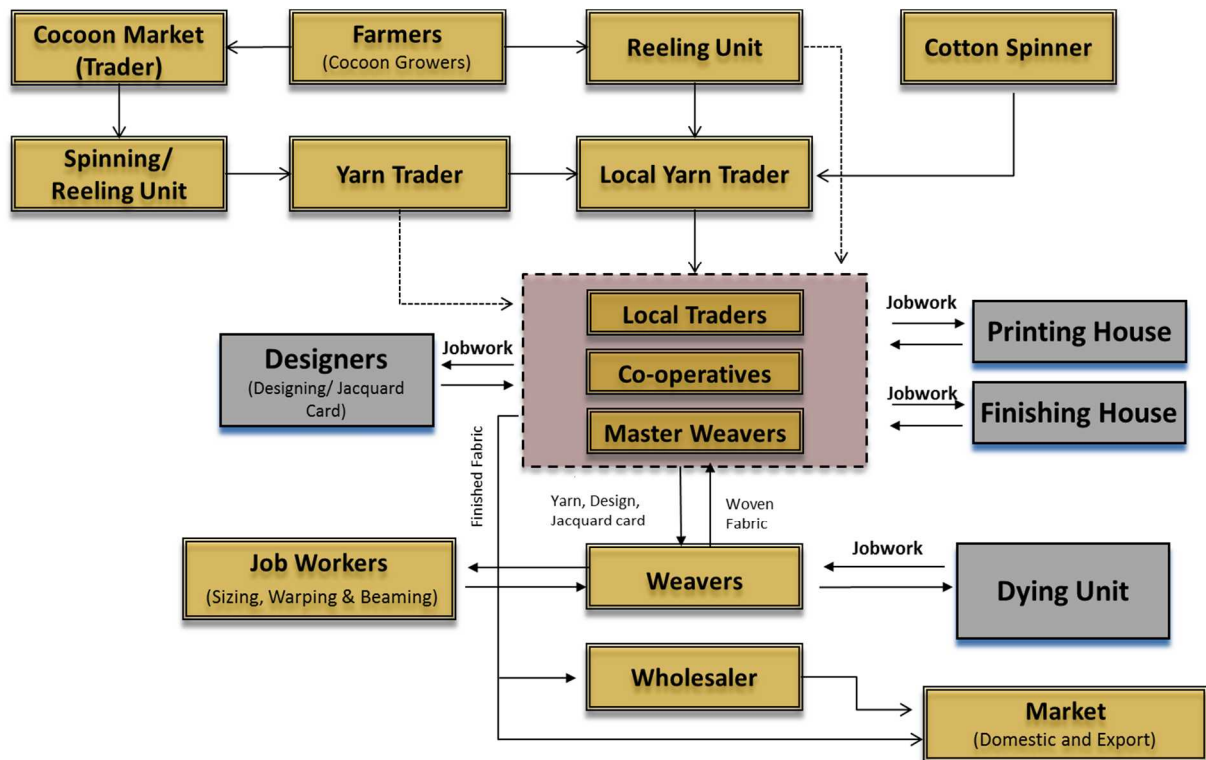 Cocoon Market
(Trader)
Farmers
(Cocoon Growers)
Reeling Unit
Cotton Spinner
Spinning/
Reeling Unit
Yarn Trader
Local Yarn Trader
Local Traders
Co-operatives
Master Weavers
Jobwork
Designers
(Designing/ Jacquard
Card)
Jobwork
Printing House
Jobwork
Finishing House
Finished Fabric
Yarn, Design,
Jacquard card
Woven
Fabric
Job Workers
(Sizing, Warping & Beaming)
Weavers
Jobwork
Dying Unit
Wholesaler
Market
(Domestic and Export)